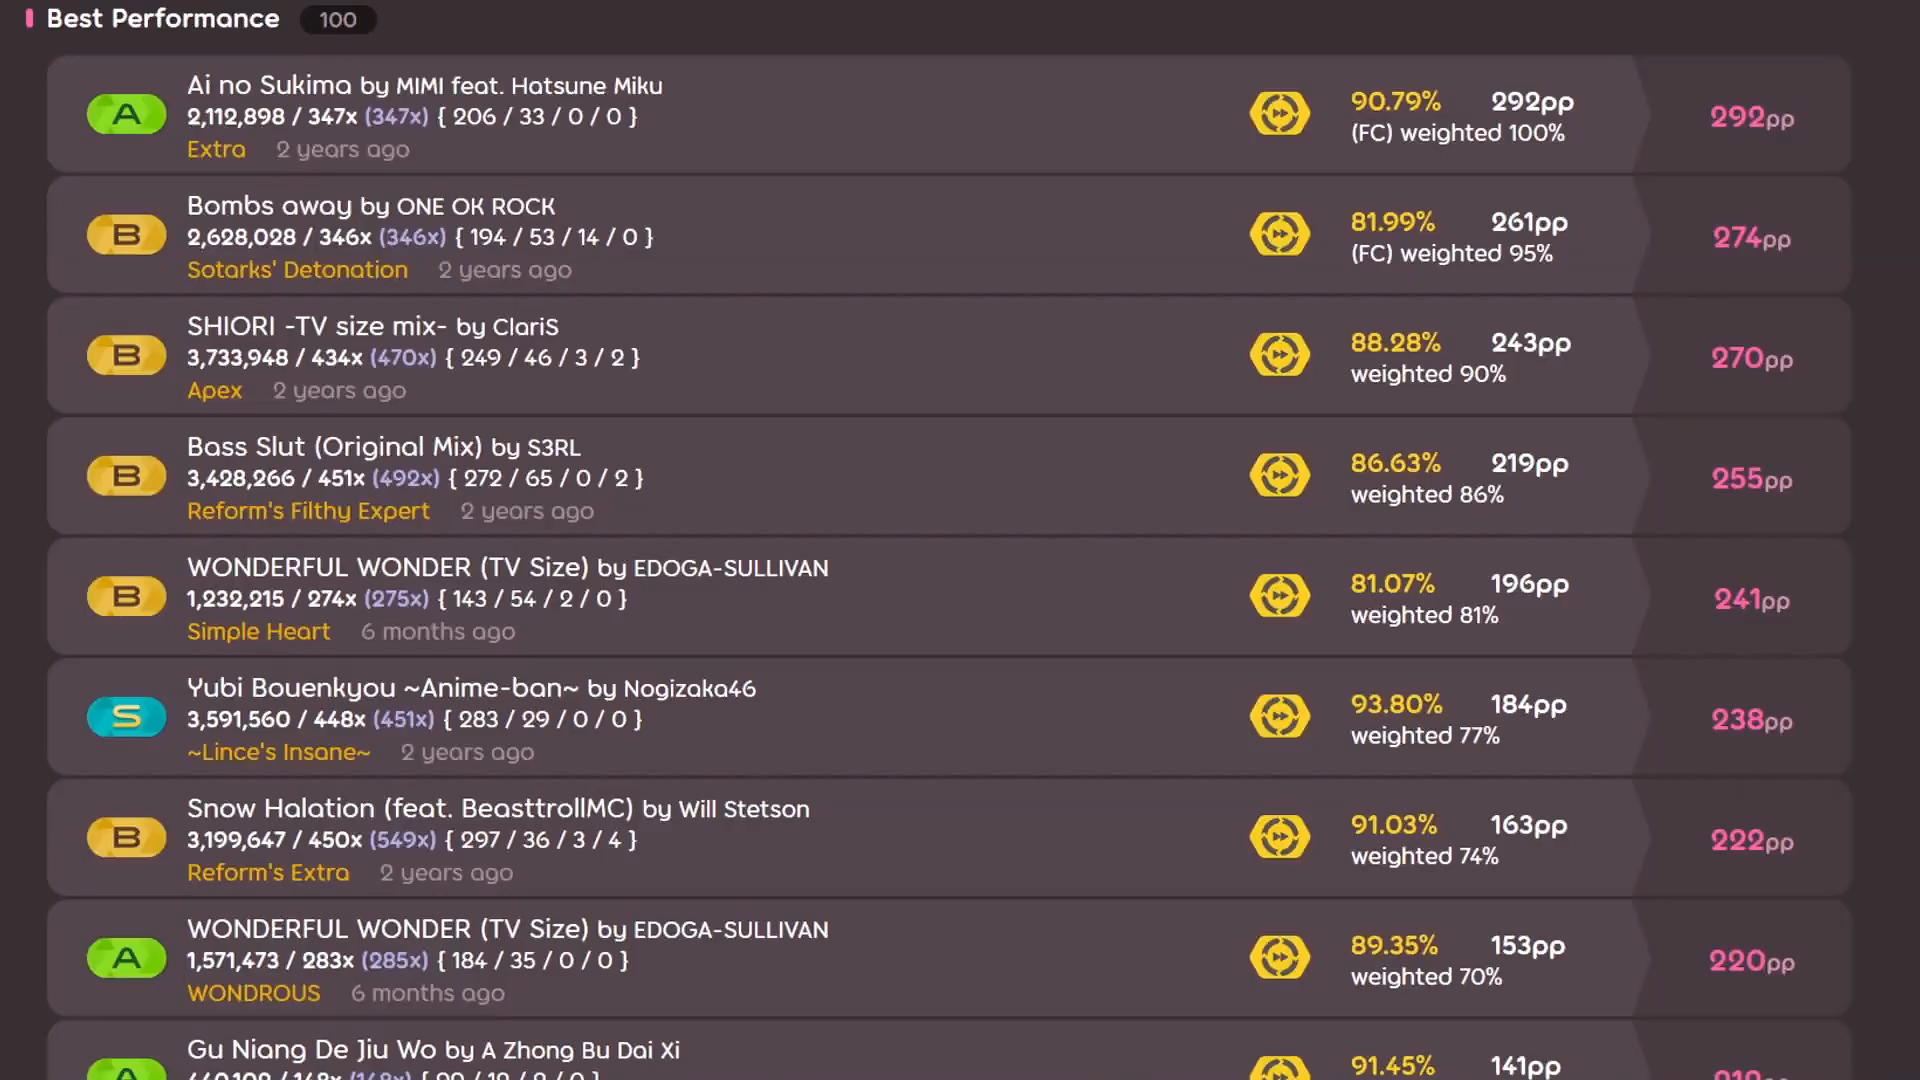 Best Performance 100
Ai no Sukima by MIMI feat. Hatsune Miku
2,112,898 / 347x (347x) { 206 / 33 / 0 / 0 }
Extra 2 years ago
90.79% 292pp
(FC) weighted 100%
292pp
Bombs away by ONE OK ROCK
2,628,028 / 346x (346x) { 194 / 53 / 14 / 0 }
Sotarks' Detonation 2 years ago
81.99% 261pp
(FC) weighted 95%
274pp
SHIORI -TV size mix- by ClariS
3,733,948 / 434x (470x) { 249 / 46 / 3 / 2 }
Apex 2 years ago
88.28% 243pp
weighted 90%
270pp
Bass Slut (Original Mix) by S3RL
3,428,266 / 451x (492x) { 272 / 65 / 0 / 2 }
Reform's Filthy Expert 2 years ago
86.63% 219pp
weighted 86%
255pp
WONDERFUL WONDER (TV Size) by EDOGA-SULLIVAN
1,232,215 / 274x (275x) { 143 / 54 / 2 / 0 }
Simple Heart 6 months ago
81.07% 196pp
weighted 81%
241pp
Yubi Bouenkyou ~Anime-ban~ by Nogizaka46
3,591,560 / 448x (451x) { 283 / 29 / 0 / 0 }
~Lince's Insane~ 2 years ago
93.80% 184pp
weighted 77%
238pp
Snow Halation (feat. BeasttrollMC) by Will Stetson
3,199,647 / 450x (549x) { 297 / 36 / 3 / 4 }
Reform's Extra 2 years ago
91.03% 163pp
weighted 74%
222pp
WONDERFUL WONDER (TV Size) by EDOGA-SULLIVAN
1,571,473 / 283x (285x) { 184 / 35 / 0 / 0 }
WONDROUS 6 months ago
89.35% 153pp
weighted 70%
220pp
Gu Niang De Jiu Wo by A Zhong Bu Dai Xi
91.45% 141pp